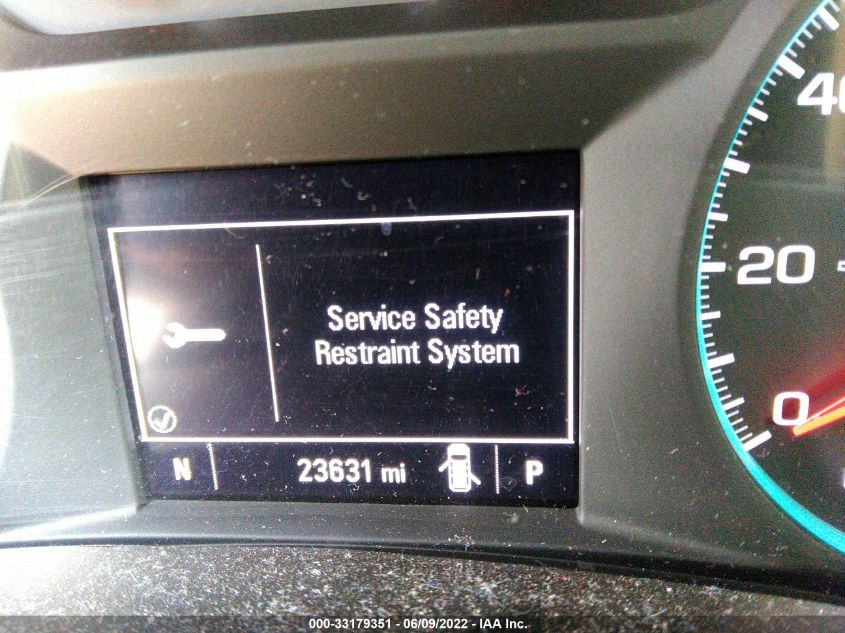 40
Service Safety
Restraint System
20
0
N 23631 mi P
000-33179351 - 06/09/2022 - IAA Inc.